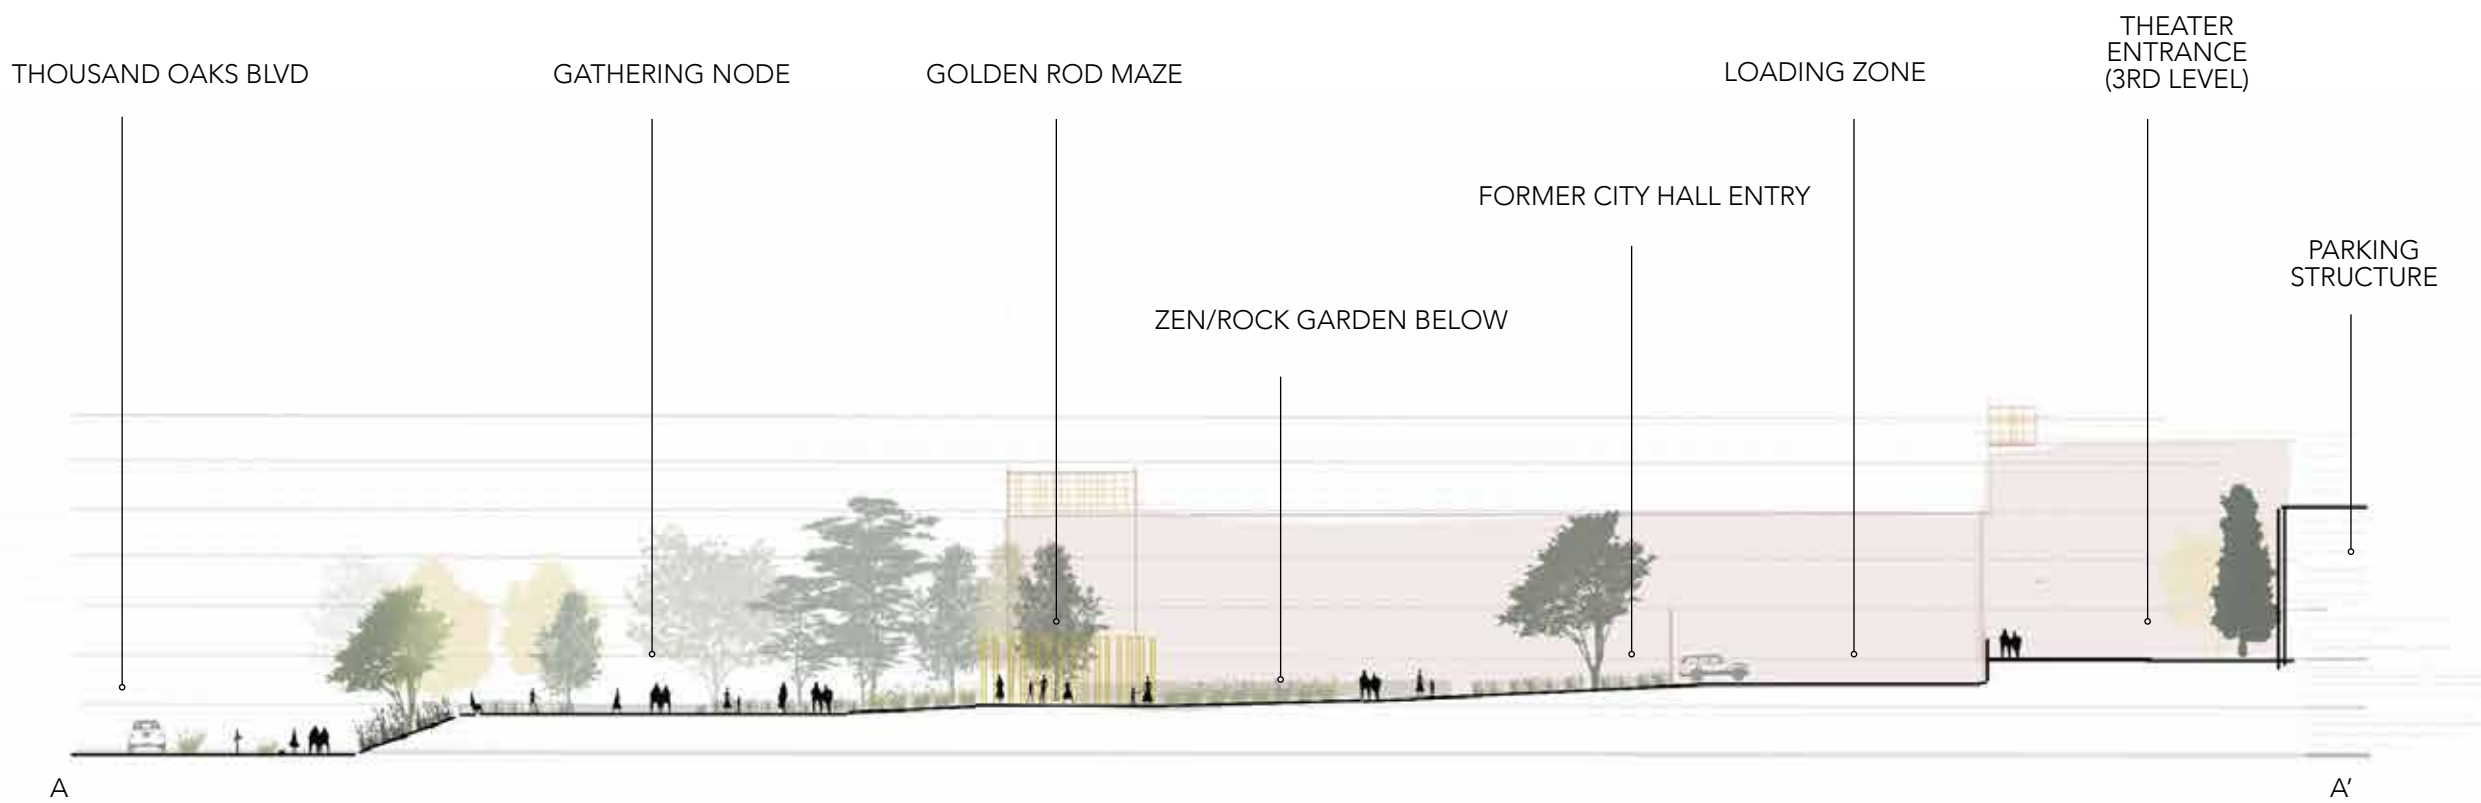 THOUSAND OAKS BLVD
GATHERING NODE
GOLDEN ROD MAZE
ZEN/ROCK GARDEN BELOW
FORMER CITY HALL ENTRY
LOADING ZONE
THEATER
ENTRANCE
(3RD LEVEL)
PARKING
STRUCTURE
A
A'